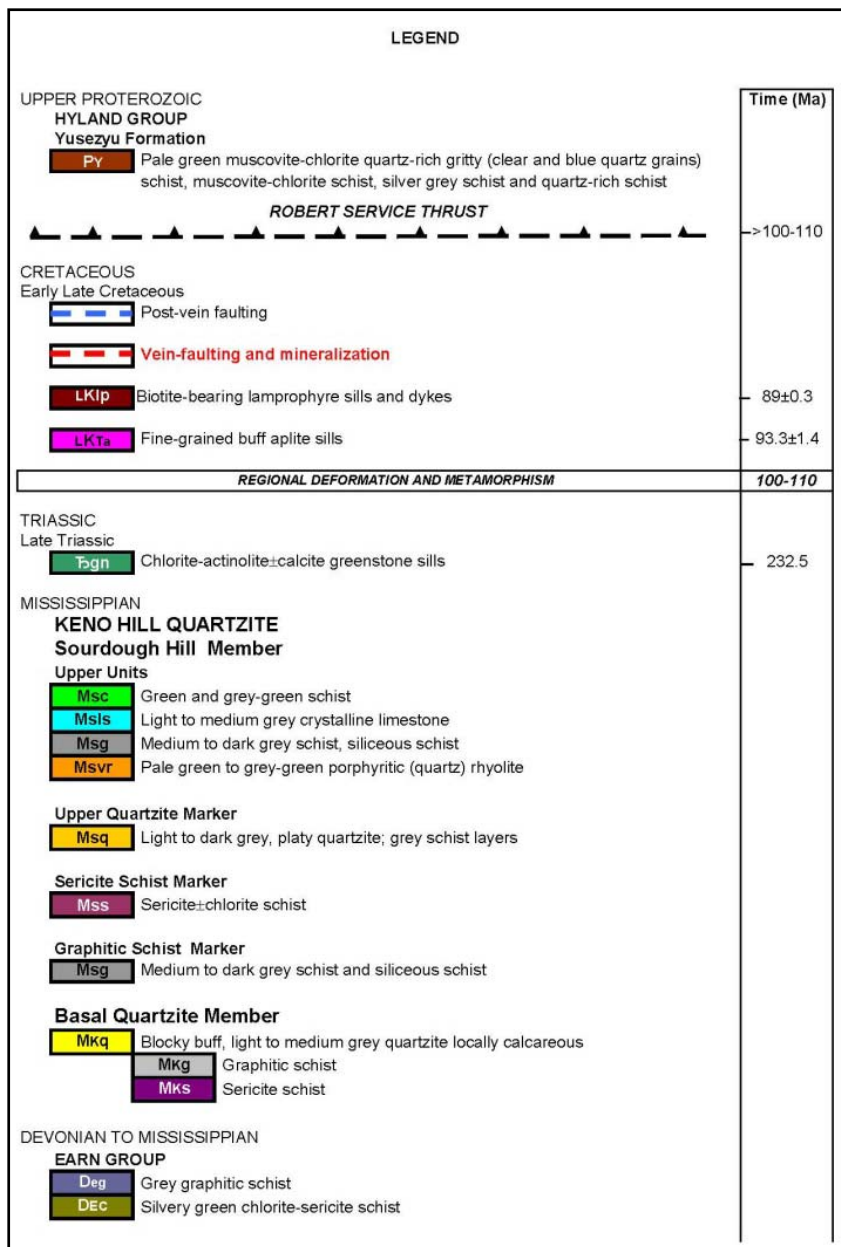 LEGEND
Time (Ma)
UPPER PROTEROZOIC
HYLAND GROUP
Yusezyu Formation
PY Pale green muscovite-chlorite quartz-rich gritty (clear and blue quartz grains)
schist, muscovite-chlorite schist, silver grey schist and quartz-rich schist
ROBERT SERVICE THRUST
>100-110
CRETACEOUS
Early Late Cretaceous
Post-vein faulting
Vein-faulting and mineralization
LKlp Biotite-bearing lamprophyre sills and dykes 89±0.3
LKTa Fine-grained buff aplite sills 93.3±1.4
REGIONAL DEFORMATION AND METAMORPHISM 100-110
TRIASSIC
Late Triassic
Ꞇgn Chlorite-actinolite±calcite greenstone sills 232.5
MISSISSIPPIAN
KENO HILL QUARTZITE
Sourdough Hill Member
Upper Units
Msc Green and grey-green schist
Msls Light to medium grey crystalline limestone
Msg Medium to dark grey schist, siliceous schist
Msvr Pale green to grey-green porphyritic (quartz) rhyolite
Upper Quartzite Marker
Msq Light to dark grey, platy quartzite; grey schist layers
Sericite Schist Marker
Mss Sericite±chlorite schist
Graphitic Schist Marker
Msg Medium to dark grey schist and siliceous schist
Basal Quartzite Member
MKq Blocky buff, light to medium grey quartzite locally calcareous
MKg Graphitic schist
MKs Sericite schist
DEVONIAN TO MISSISSIPPIAN
EARN GROUP
Deg Grey graphitic schist
DEc Silvery green chlorite-sericite schist